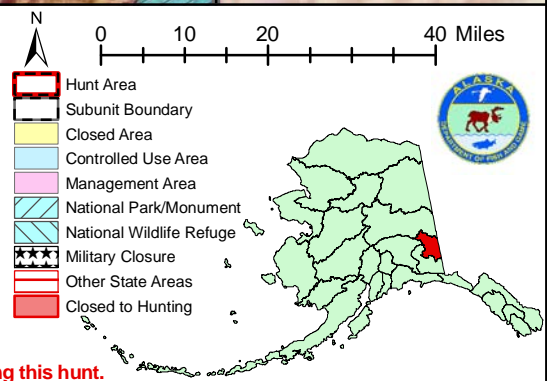 N
0 10 20 40 Miles
Hunt Area
Subunit Boundary
Closed Area
Controlled Use Area
Management Area
National Park/Monument
National Wildlife Refuge
Military Closure
Other State Areas
Closed to Hunting
ALASKA
DEPARTMENT OF FISH AND GAME
ng this hunt.